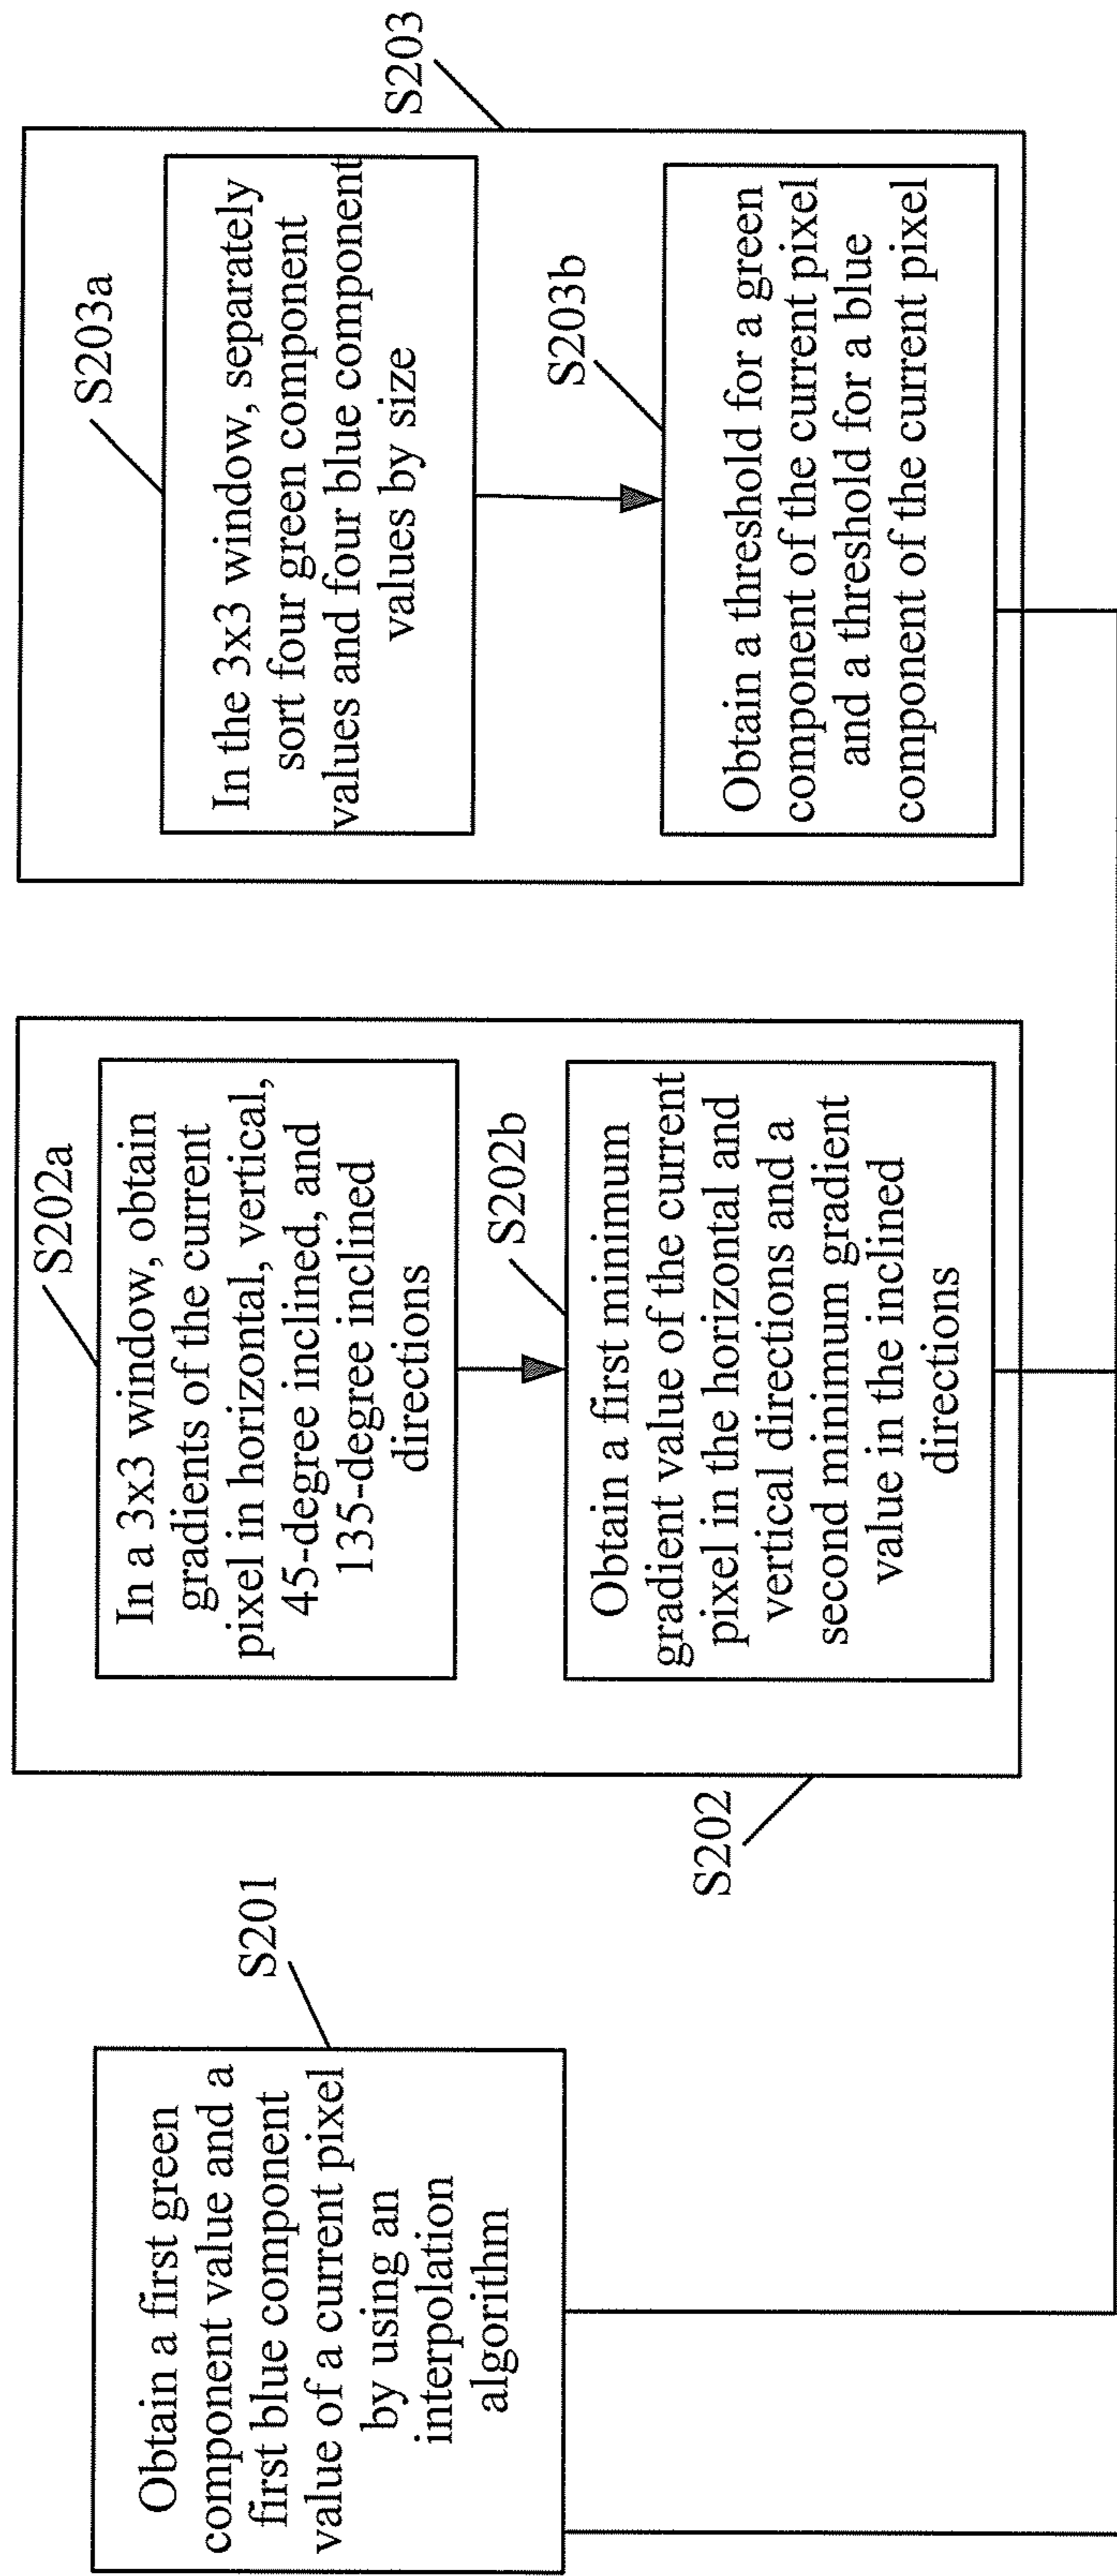 Obtain a first green
component value and a
first blue component
value of a current pixel
by using an
interpolation
algorithm
S201
S202
S202a
In a 3x3 window, obtain
gradients of the current
pixel in horizontal, vertical,
45-degree inclined, and
135-degree inclined
directions
S202b
Obtain a first minimum
gradient value of the current
pixel in the horizontal and
vertical directions and a
second minimum gradient
value in the inclined
directions
S203
S203a
In the 3x3 window, separately
sort four green component
values and four blue component
values by size
S203b
Obtain a threshold for a green
component of the current pixel
and a threshold for a blue
component of the current pixel